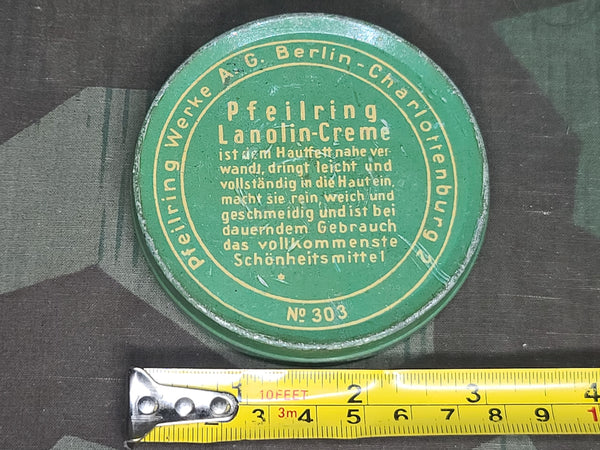 Pfeilring Werke A. G. Berlin-Charlottenburg 2
Pfeilring
Lanolin-Creme
ist dem Hautfett nahe ver-
wandt, dringt leicht und
vollständig in die Haut ein,
macht sie rein, weich und
geschmeidig und ist bei
dauerndem Gebrauch
das vollkommenste
Schönheitsmittel
No 303
1 10FEET 2 3 4
3 3m 4 5 6 7 8 9 1